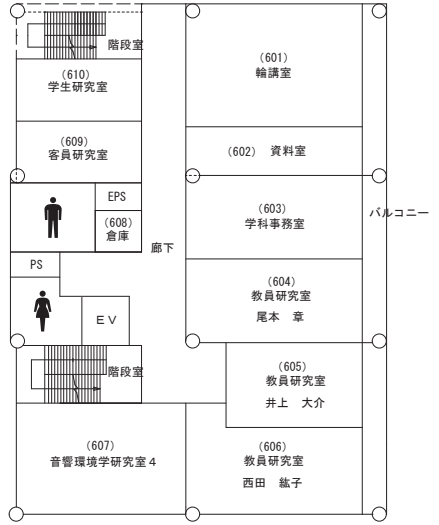 階段室
(610)
学生研究室
(609)
客員研究室
EPS
(608)
倉庫
PS
EV
階段室
(607)
音響環境学研究室4
廊下
(601)
輪講室
(602) 資料室
(603)
学科事務室
(604)
教員研究室
尾本 章
(605)
教員研究室
井上 大介
(606)
教員研究室
西田 紘子
バルコニー